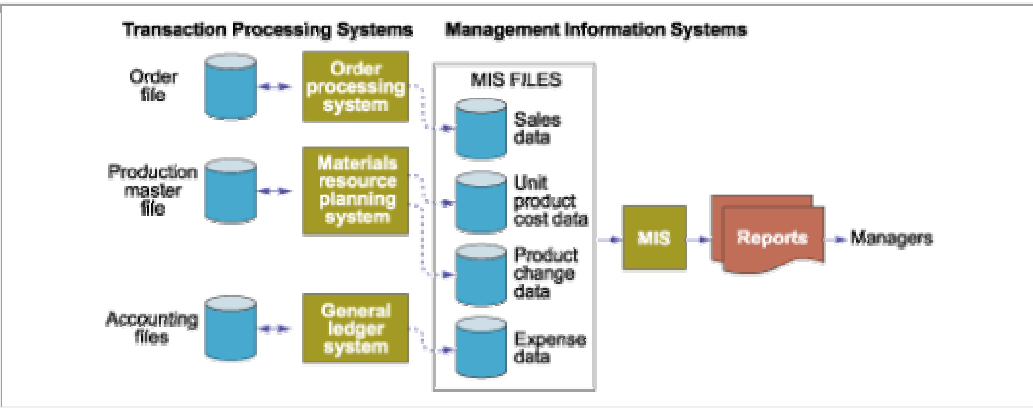 Transaction Processing Systems
Management Information Systems
Order
file
Order
processing
system
MIS FILES
Sales
data
Production
master
file
Materials
resource
planning
system
Unit
product
cost data
Product
change
data
MIS
Reports
Managers
Accounting
files
General
ledger
system
Expense
data